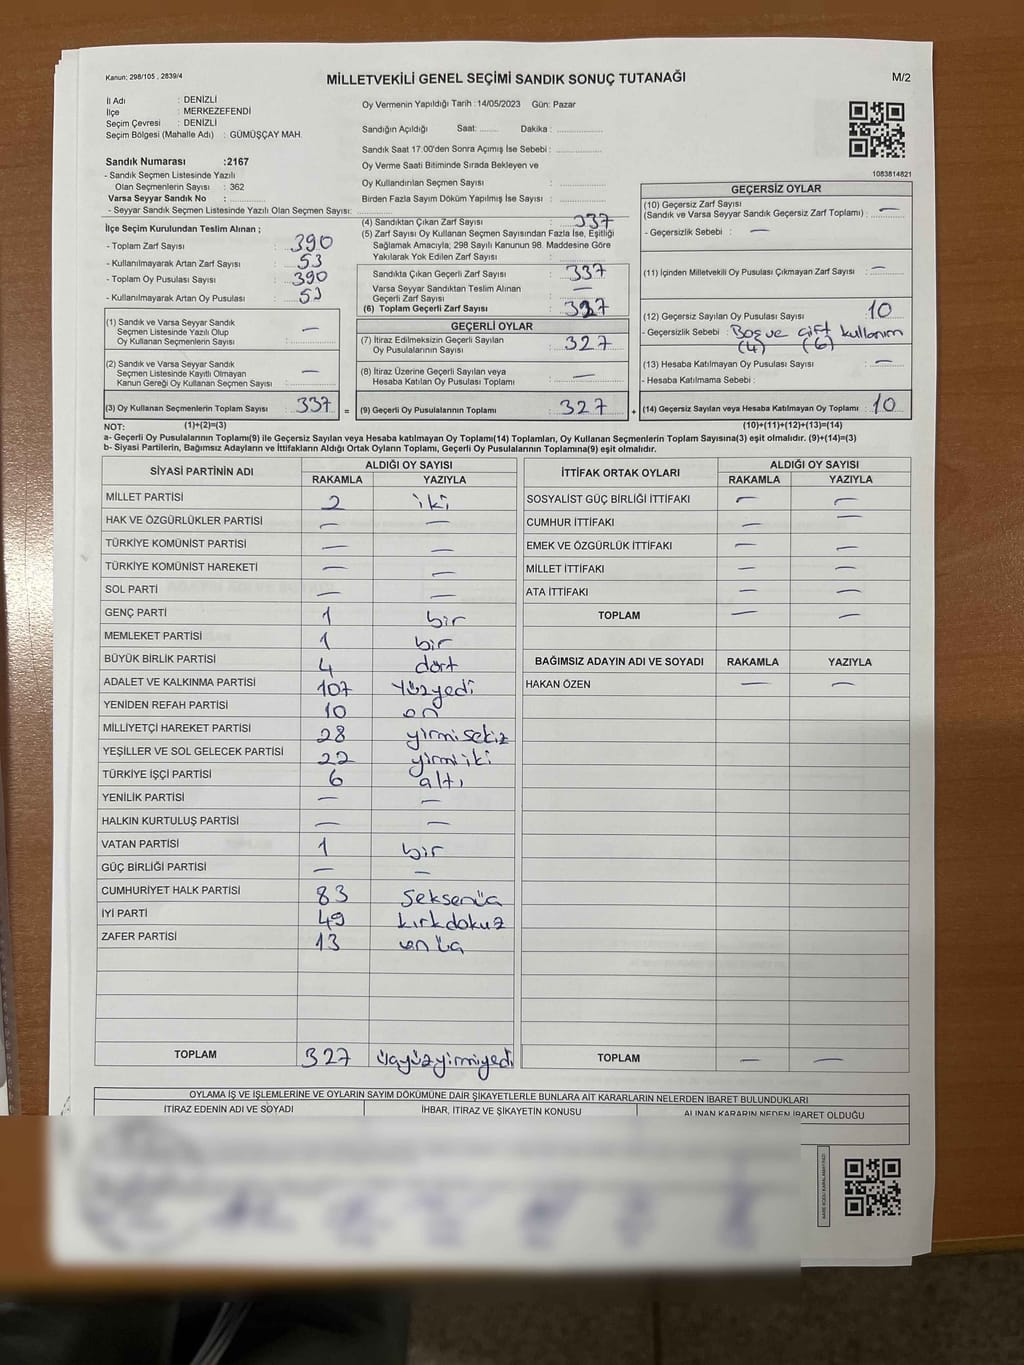 Kanun: 298/105 , 2839/4
MİLLETVEKİLİ GENEL SEÇİMİ SANDIK SONUÇ TUTANAĞI
M/2
İl Adı : DENİZLİ
İlçe : MERKEZEFENDİ
Seçim Çevresi : DENİZLİ
Seçim Bölgesi (Mahalle Adı) : GÜMÜŞÇAY MAH.
Sandık Numarası :2167
- Sandık Seçmen Listesinde Yazılı
Olan Seçmenlerin Sayısı : 362
Varsa Seyyar Sandık No :
- Seyyar Sandık Seçmen Listesinde Yazılı Olan Seçmen Sayısı:
Oy Vermenin Yapıldığı Tarih : 14/05/2023 Gün: Pazar
Sandığın Açıldığı Saat: ........ Dakika: ................
Sandık Saat 17.00'den Sonra Açımış İse Sebebi : ................
Oy Verme Saati Bitiminde Sırada Bekleyen ve
Oy Kullandırılan Seçmen Sayısı : ................
Birden Fazla Sayım Döküm Yapılmış İse Sayısı : ................
1083814821
İlçe Seçim Kurulundan Teslim Alınan ;
- Toplam Zarf Sayısı : 390
- Kullanılmayarak Artan Zarf Sayısı : 53
- Toplam Oy Pusulası Sayısı : 390
- Kullanılmayarak Artan Oy Pusulası : 53
(1) Sandık ve Varsa Seyyar Sandık
Seçmen Listesinde Yazılı Olup
Oy Kullanan Seçmenlerin Sayısı : —
(2) Sandık ve Varsa Seyyar Sandık
Seçmen Listesinde Kayıtlı Olmayan
Kanun Gereği Oy Kullanan Seçmen Sayısı : —
(3) Oy Kullanan Seçmenlerin Toplam Sayısı : 337 =
(4) Sandıktan Çıkan Zarf Sayısı : 337
(5) Zarf Sayısı Oy Kullanan Seçmen Sayısından Fazla İse, Eşitliği
Sağlamak Amacıyla; 298 Sayılı Kanunun 98. Maddesine Göre
Yakılarak Yok Edilen Zarf Sayısı : ................
Sandıkta Çıkan Geçerli Zarf Sayısı : 337
Varsa Seyyar Sandıktan Teslim Alınan
Geçerli Zarf Sayısı : —
(6) Toplam Geçerli Zarf Sayısı :
GEÇERLİ OYLAR
(7) İtiraz Edilmeksizin Geçerli Sayılan
Oy Pusulalarının Sayısı : 327
(8) İtiraz Üzerine Geçerli Sayılan veya
Hesaba Katılan Oy Pusulası Toplamı : —
(9) Geçerli Oy Pusulalarının Toplamı : 327 +
GEÇERSİZ OYLAR
(10) Geçersiz Zarf Sayısı
(Sandık ve Varsa Seyyar Sandık Geçersiz Zarf Toplamı) : —
- Geçersizlik Sebebi : —
(11) İçinden Milletvekili Oy Pusulası Çıkmayan Zarf Sayısı : —
(12) Geçersiz Sayılan Oy Pusulası Sayısı : 10
- Geçersizlik Sebebi : Boş ve çift kullanım
(4) (6)
(13) Hesaba Katılmayan Oy Pusulası Sayısı : —
- Hesaba Katılmama Sebebi :
(14) Geçersiz Sayılan veya Hesaba Katılmayan Oy Toplamı : 10
NOT: (1)+(2)=(3) (10)+(11)+(12)+(13)=(14)
a- Geçerli Oy Pusulalarının Toplamı(9) ile Geçersiz Sayılan veya Hesaba katılmayan Oy Toplamı(14) Toplamları, Oy Kullanan Seçmenlerin Toplam Sayısına(3) eşit olmalıdır. (9)+(14)=(3)
b- Siyasi Partilerin, Bağımsız Adayların ve İttifakların Aldığı Ortak Oyların Toplamı, Geçerli Oy Pusulalarının Toplamına(9) eşit olmalıdır.
SİYASİ PARTİNİN ADI ALDIĞI OY SAYISI
RAKAMLA YAZIYLA
MİLLET PARTİSİ 2 iki
HAK VE ÖZGÜRLÜKLER PARTİSİ — —
TÜRKİYE KOMÜNİST PARTİSİ — —
TÜRKİYE KOMÜNİST HAREKETİ — —
SOL PARTİ — —
GENÇ PARTİ 1 bir
MEMLEKET PARTİSİ 1 bir
BÜYÜK BİRLİK PARTİSİ 4 dört
ADALET VE KALKINMA PARTİSİ 107 Yüzyedi
YENİDEN REFAH PARTİSİ 10 on
MİLLİYETÇİ HAREKET PARTİSİ 28 yirmisekiz
YEŞİLLER VE SOL GELECEK PARTİSİ 22 yirmiiki
TÜRKİYE İŞÇİ PARTİSİ 6 altı
YENİLİK PARTİSİ — —
HALKIN KURTULUŞ PARTİSİ — —
VATAN PARTİSİ 1 bir
GÜÇ BİRLİĞİ PARTİSİ — —
CUMHURİYET HALK PARTİSİ 83 Seksenüç
İYİ PARTİ 49 kırkdokuz
ZAFER PARTİSİ 13 onüç
TOPLAM 327 üçyüzyirmiyedi
İTTİFAK ORTAK OYLARI ALDIĞI OY SAYISI
RAKAMLA YAZIYLA
SOSYALİST GÜÇ BİRLİĞİ İTTİFAKI — —
CUMHUR İTTİFAKI — —
EMEK VE ÖZGÜRLÜK İTTİFAKI — —
MİLLET İTTİFAKI — —
ATA İTTİFAKI — —
TOPLAM — —
BAĞIMSIZ ADAYIN ADI VE SOYADI RAKAMLA YAZIYLA
HAKAN ÖZEN — —
TOPLAM — —
OYLAMA İŞ VE İŞLEMLERİNE VE OYLARIN SAYIM DÖKÜMÜNE DAİR ŞİKAYETLERLE BUNLARA AİT KARARLARIN NELERDEN İBARET BULUNDUKLARI
İTİRAZ EDENİN ADI VE SOYADI İHBAR, İTİRAZ VE ŞİKAYETİN KONUSU ALINAN KARARIN NEDEN İBARET OLDUĞU